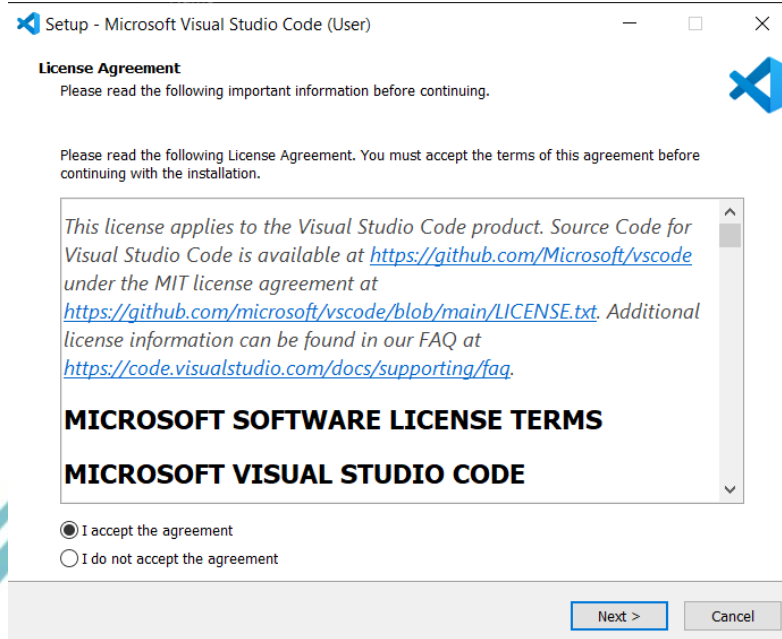 Setup - Microsoft Visual Studio Code (User)
License Agreement
Please read the following important information before continuing.
Please read the following License Agreement. You must accept the terms of this agreement before
continuing with the installation.
This license applies to the Visual Studio Code product. Source Code for
Visual Studio Code is available at https://github.com/Microsoft/vscode
under the MIT license agreement at
https://github.com/microsoft/vscode/blob/main/LICENSE.txt. Additional
license information can be found in our FAQ at
https://code.visualstudio.com/docs/supporting/faq.
MICROSOFT SOFTWARE LICENSE TERMS
MICROSOFT VISUAL STUDIO CODE
I accept the agreement
I do not accept the agreement
Next >
Cancel